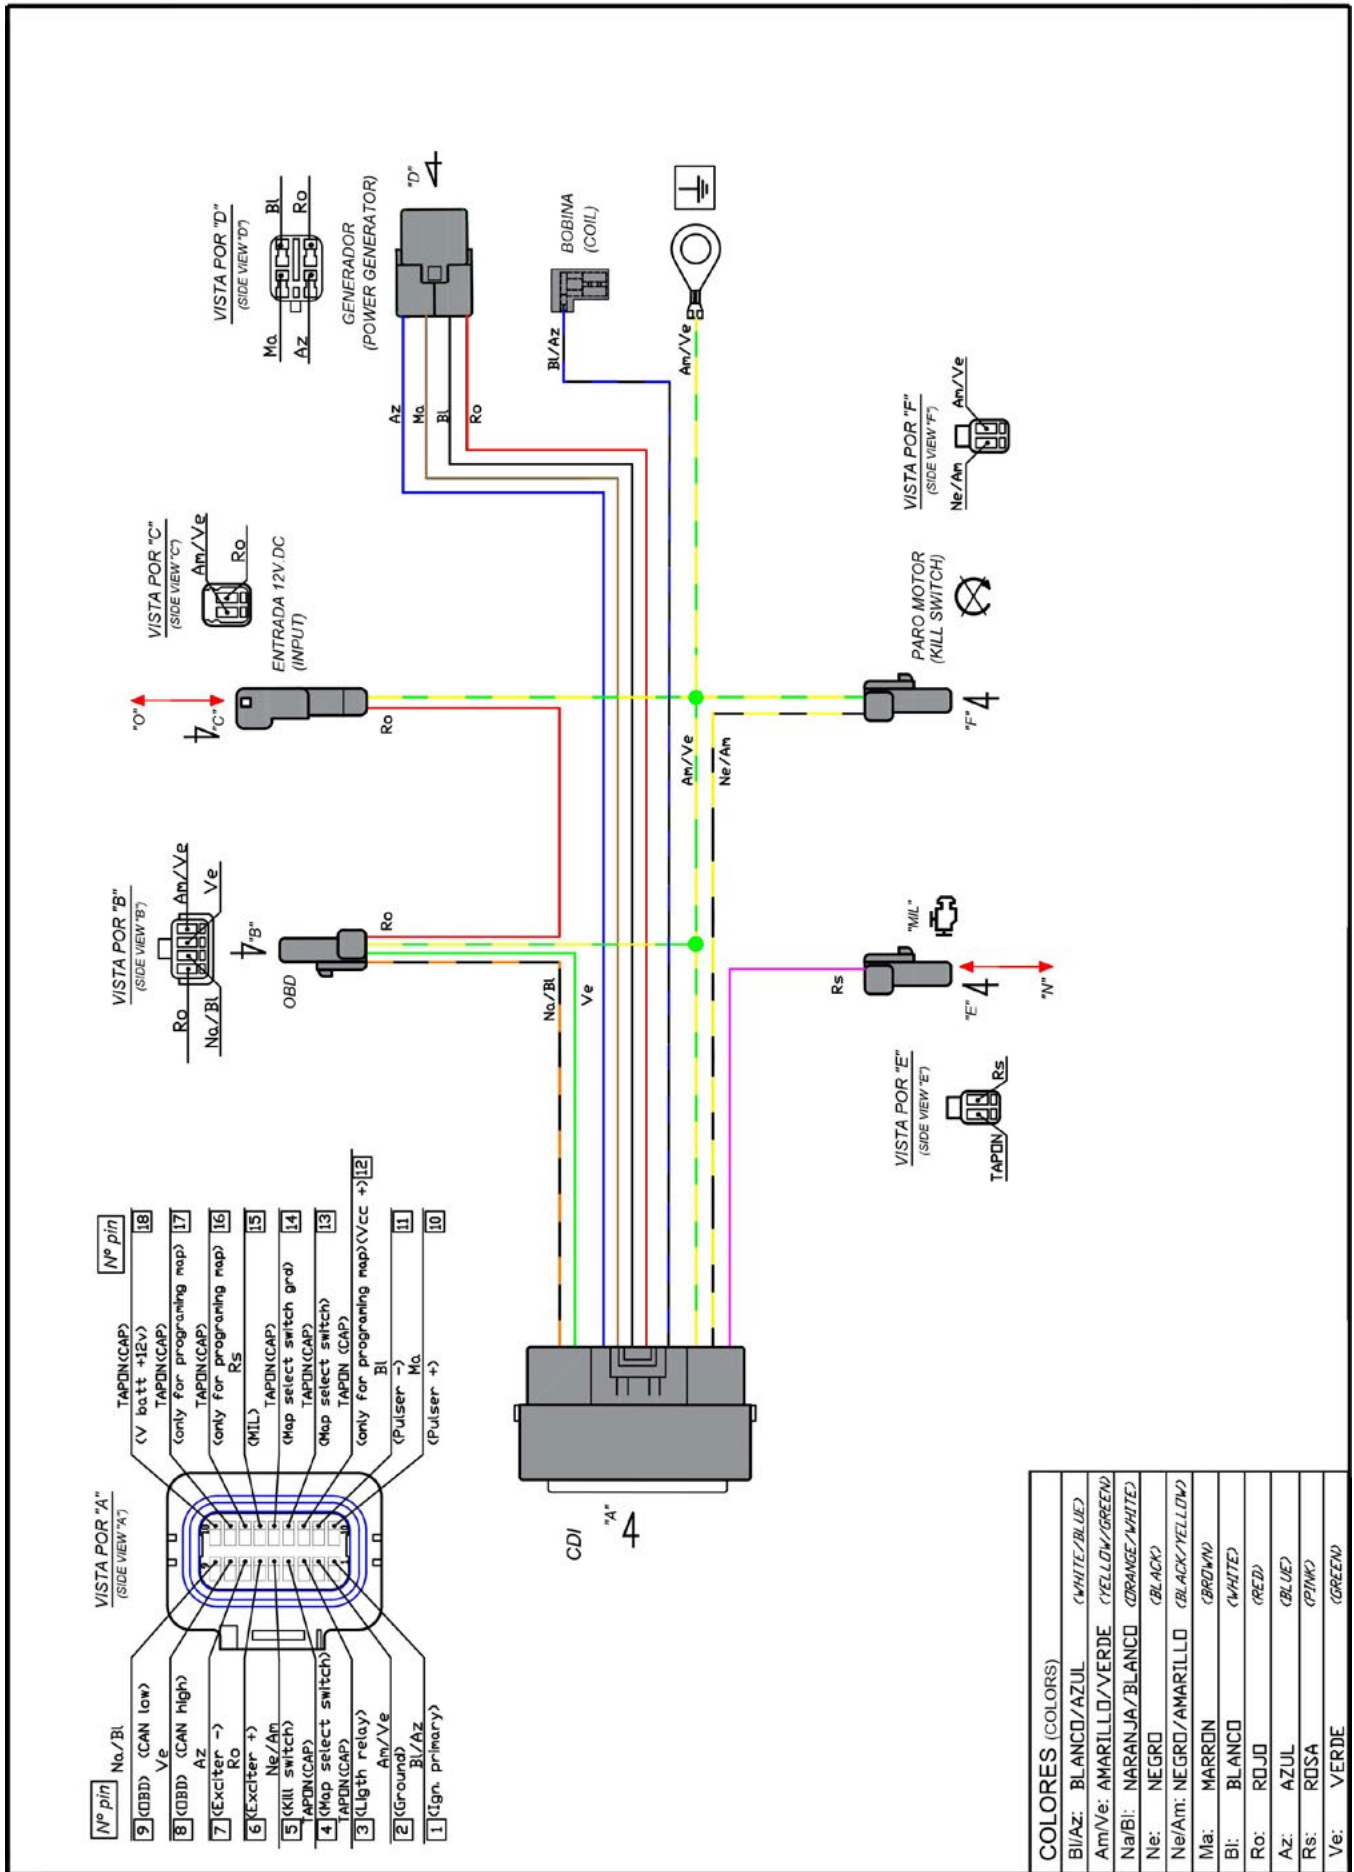 VISTA POR "A"
(SIDE VIEW "A")
Nº pin
Na/Bl
9 (OBD) (CAN low)
Ve
8 (OBD) (CAN high)
Az
7 (Exciter -)
Ro
6 (Exciter +)
Ne/Am
5 (Kill switch)
TAPON(CAP)
4 (Map select switch)
TAPON(CAP)
3 (Ligth relay)
Am/Ve
2 (Ground)
Bl/Az
1 (Ign. primary)
9
18
1
10
Nº pin
TAPON(CAP)
(V batt +12v) 18
TAPON(CAP)
(only for programing map) 17
TAPON(CAP)
(only for programing map) 16
Rs
(MIL) 15
TAPON(CAP)
(Map select switch grd) 14
TAPON(CAP)
(Map select switch) 13
TAPON (CAP)
(only for programing map)(Vcc +) 12
Bl
(Pulser -) 11
Ma
(Pulser +) 10
VISTA POR "B"
(SIDE VIEW "B")
Ro
Am/Ve
Na/Bl
Ve
"B"
OBD
Ro
Na/Bl
Ve
VISTA POR "C"
(SIDE VIEW "C")
Am/Ve
Ro
"O"
"C"
ENTRADA 12V.DC
(INPUT)
Ro
VISTA POR "D"
(SIDE VIEW "D")
Ma
Bl
Az
Ro
GENERADOR
(POWER GENERATOR)
"D"
Az
Ma
Bl
Ro
BOBINA
(COIL)
Bl/Az
Am/Ve
Am/Ve
Ne/Am
CDI
"A"
VISTA POR "E"
(SIDE VIEW "E")
TAPON
Rs
Rs
"MIL"
"E"
"N"
VISTA POR "F"
(SIDE VIEW "F")
Ne/Am
Am/Ve
PARO MOTOR
(KILL SWITCH)
"F"
COLORES (COLORS)
Bl/Az: BLANCO/AZUL (WHITE/BLUE)
Am/Ve: AMARILLO/VERDE (YELLOW/GREEN)
Na/Bl: NARANJA/BLANCO (ORANGE/WHITE)
Ne: NEGRO (BLACK)
Ne/Am: NEGRO/AMARILLO (BLACK/YELLOW)
Ma: MARRON (BROWN)
Bl: BLANCO (WHITE)
Ro: ROJO (RED)
Az: AZUL (BLUE)
Rs: ROSA (PINK)
Ve: VERDE (GREEN)